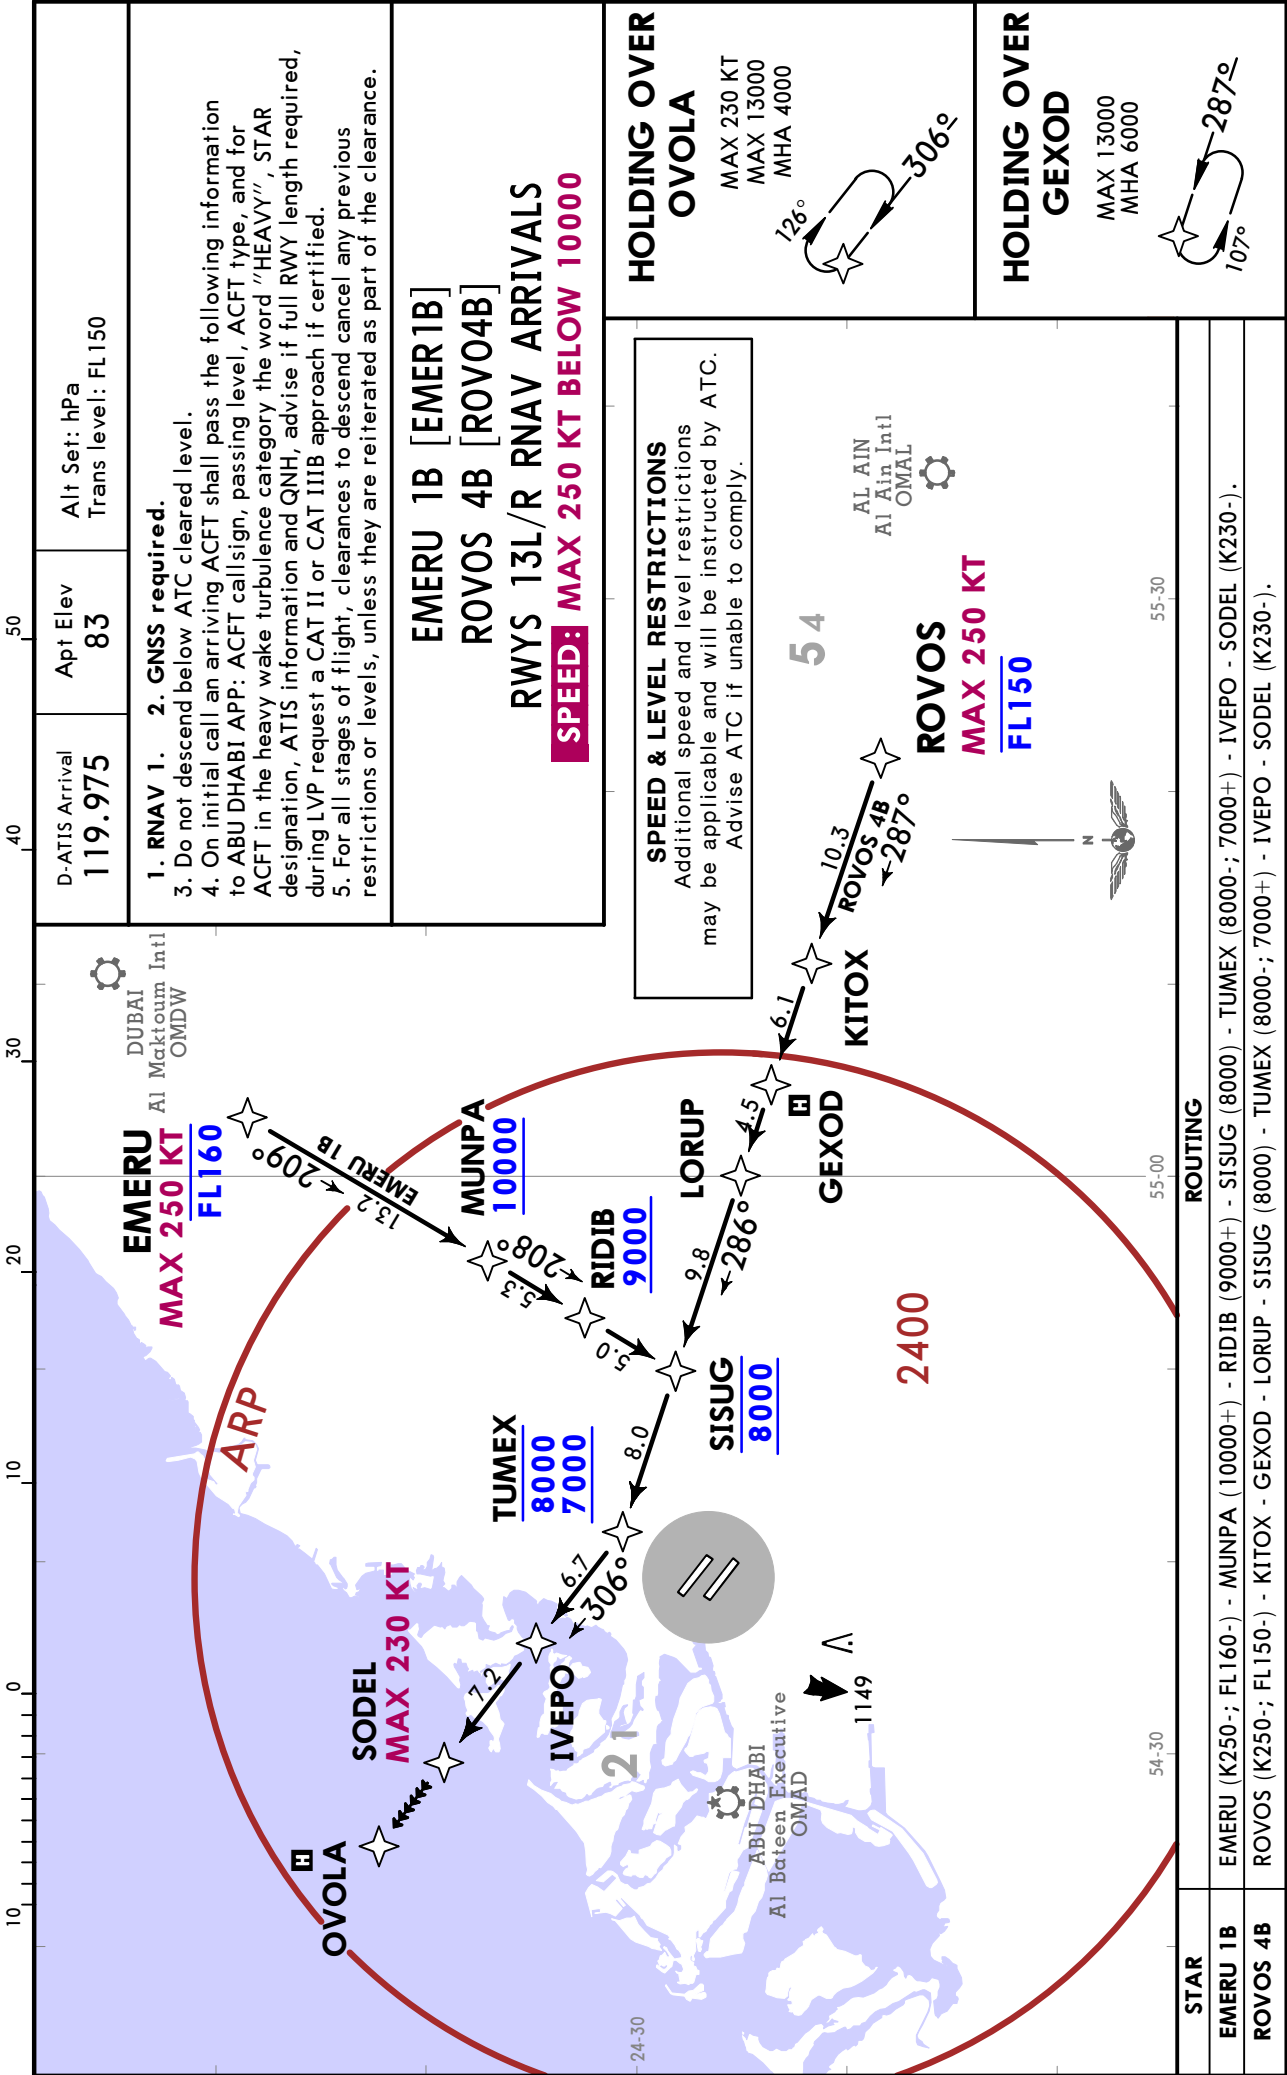 D-ATIS Arrival
119.975
Apt Elev
83
Alt Set: hPa
Trans level: FL150
1. RNAV 1. 2. GNSS required.
3. Do not descend below ATC cleared level.
4. On initial call an arriving ACFT shall pass the following information
to ABU DHABI APP: ACFT callsign, passing level, ACFT type, and for
ACFT in the heavy wake turbulence category the word "HEAVY", STAR
designation, ATIS information and QNH, advise if full RWY length required,
during LVP request a CAT II or CAT IIIB approach if certified.
5. For all stages of flight, clearances to descend cancel any previous
restrictions or levels, unless they are reiterated as part of the clearance.
EMERU 1B [EMER1B]
ROVOS 4B [ROVO4B]
RWYS 13L/R RNAV ARRIVALS
SPEED: MAX 250 KT BELOW 10000
HOLDING OVER
OVOLA
MAX 230 KT
MAX 13000
MHA 4000
126°
306°
HOLDING OVER
GEXOD
MAX 13000
MHA 6000
287°
107°
SPEED & LEVEL RESTRICTIONS
Additional speed and level restrictions
may be applicable and will be instructed by ATC.
Advise ATC if unable to comply.
10
0
10
20
30
40
50
DUBAI
Al Maktoum Intl
OMDW
EMERU
MAX 250 KT
FL160
209°
EMERU 1B
13.2
ARP
MUNPA
10000
208°
5.3
RIDIB
9000
5.0
OVOLA
H
SODEL
MAX 230 KT
7.2
IVEPO
6.7
306°
TUMEX
8000
7000
8.0
SISUG
8000
9.8
286°
LORUP
4.5
H
GEXOD
6.1
KITOX
10.3
ROVOS 4B
287°
ROVOS
MAX 250 KT
FL150
AL AIN
Al Ain Intl
OMAL
54
21
2400
N
ABU DHABI
Al Bateen Executive
OMAD
1149
24-30
54-30
55-00
55-30
STAR
ROUTING
EMERU 1B
EMERU (K250-; FL160-) - MUNPA (10000+) - RIDIB (9000+) - SISUG (8000) - TUMEX (8000-; 7000+) - IVEPO - SODEL (K230-).
ROVOS 4B
ROVOS (K250-; FL150-) - KITOX - GEXOD - LORUP - SISUG (8000) - TUMEX (8000-; 7000+) - IVEPO - SODEL (K230-).